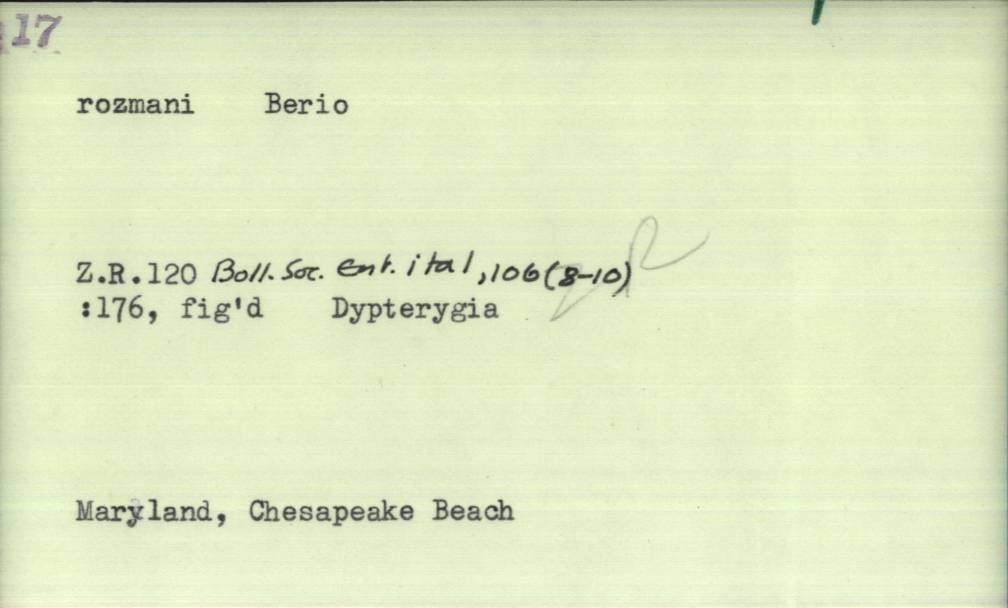 17
rozmani Berio
Z.R.120 Boll. Soc. ent. ital, 106(8-10)
:176, fig'd Dypterygia
Maryland, Chesapeake Beach